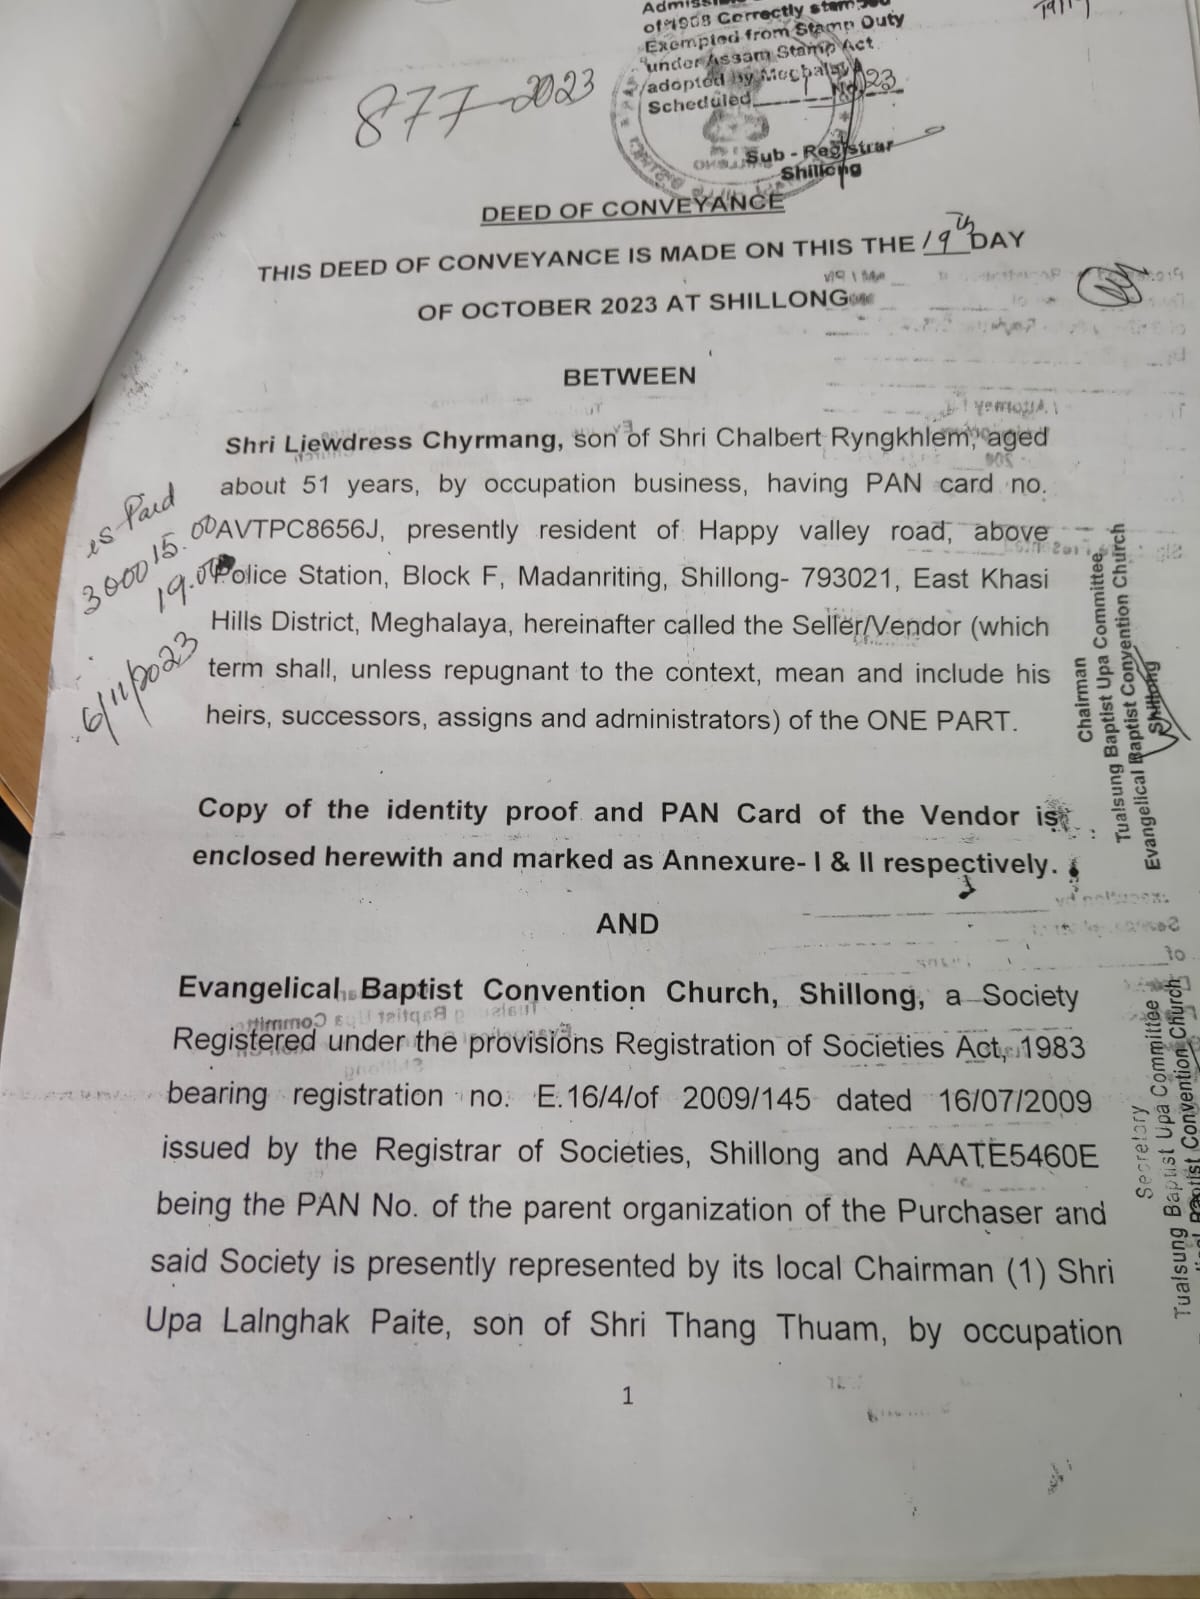 of 1908 Correctly
Exempted from Stamp Duty
under Assam Stamp Act
adopted by Meghalaya
Scheduled
Sub - Registrar
Shillong
877-2023
DEED OF CONVEYANCE
THIS DEED OF CONVEYANCE IS MADE ON THIS THE 19th DAY
OF OCTOBER 2023 AT SHILLONG
BETWEEN
Shri Liewdress Chyrmang, son of Shri Chalbert Ryngkhlem, aged
about 51 years, by occupation business, having PAN card no.
AVTPC8656J, presently resident of Happy valley road, above
Police Station, Block F, Madanriting, Shillong- 793021, East Khasi
Hills District, Meghalaya, hereinafter called the Seller/Vendor (which
term shall, unless repugnant to the context, mean and include his
heirs, successors, assigns and administrators) of the ONE PART.
es Paid
300015.00
19.00
6/11/2023
Copy of the identity proof and PAN Card of the Vendor is
enclosed herewith and marked as Annexure- I & II respectively.
AND
Evangelical Baptist Convention Church, Shillong, a Society
Registered under the provisions Registration of Societies Act, 1983
bearing registration no. E.16/4/of 2009/145 dated 16/07/2009
issued by the Registrar of Societies, Shillong and AAATE5460E
being the PAN No. of the parent organization of the Purchaser and
said Society is presently represented by its local Chairman (1) Shri
Upa Lalnghak Paite, son of Shri Thang Thuam, by occupation
1
Chairman
Tualsung Baptist Upa Committee
Evangelical Baptist Convention Church
Shillong
Secretary
Tualsung Baptist Upa Committee
Baptist Convention Church